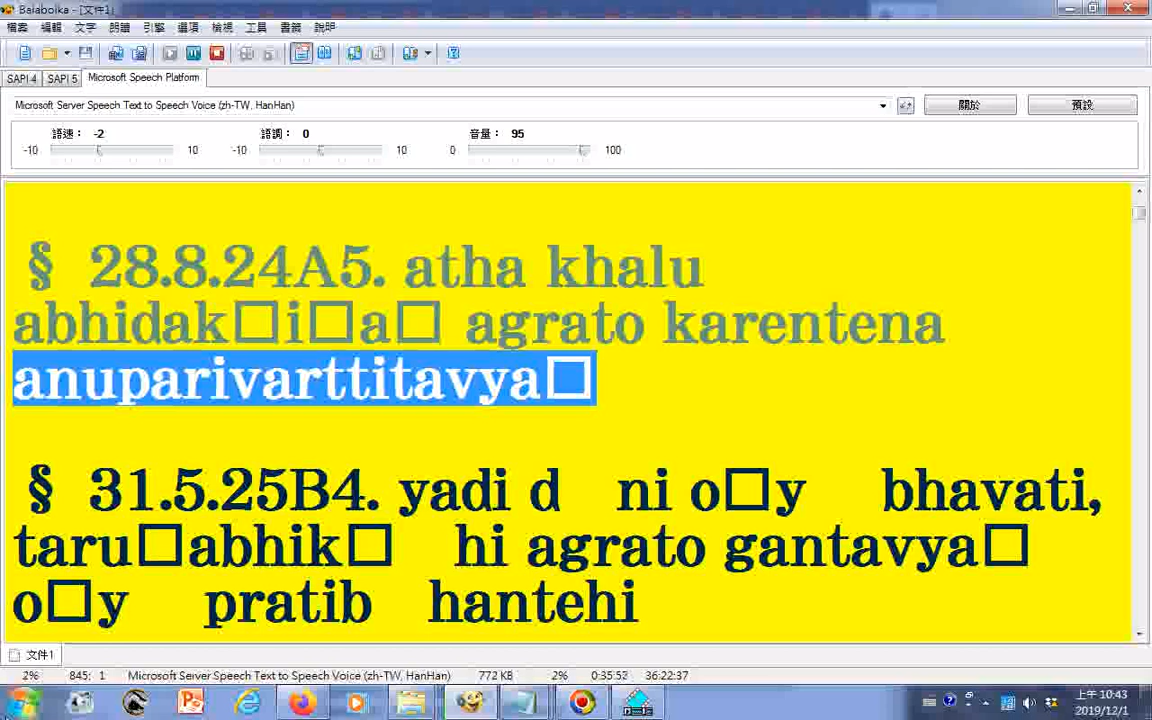 Balabolka - [文件1]
檔案 編輯 文字 朗讀 引擎 選項 檢視 工具 書籤 說明
SAPI 4 SAPI 5 Microsoft Speech Platform
Microsoft Server Speech Text to Speech Voice (zh-TW, HanHan) 關於 預設
語速： -2 語調： 0 音量： 95
-10 10 -10 10 0 100
§ 28.8.24A5. atha khalu
abhidak□i□a□ agrato karentena
anuparivarttitavya□
§ 31.5.25B4. yadi d ni o□y bhavati,
taru□abhik□ hi agrato gantavya□
o□y pratib hantehi
文件1
2% 845: 1 Microsoft Server Speech Text to Speech Voice (zh-TW, HanHan) 772 KB 2% 0:35:53 36:22:37
上午 10:43
2019/12/1